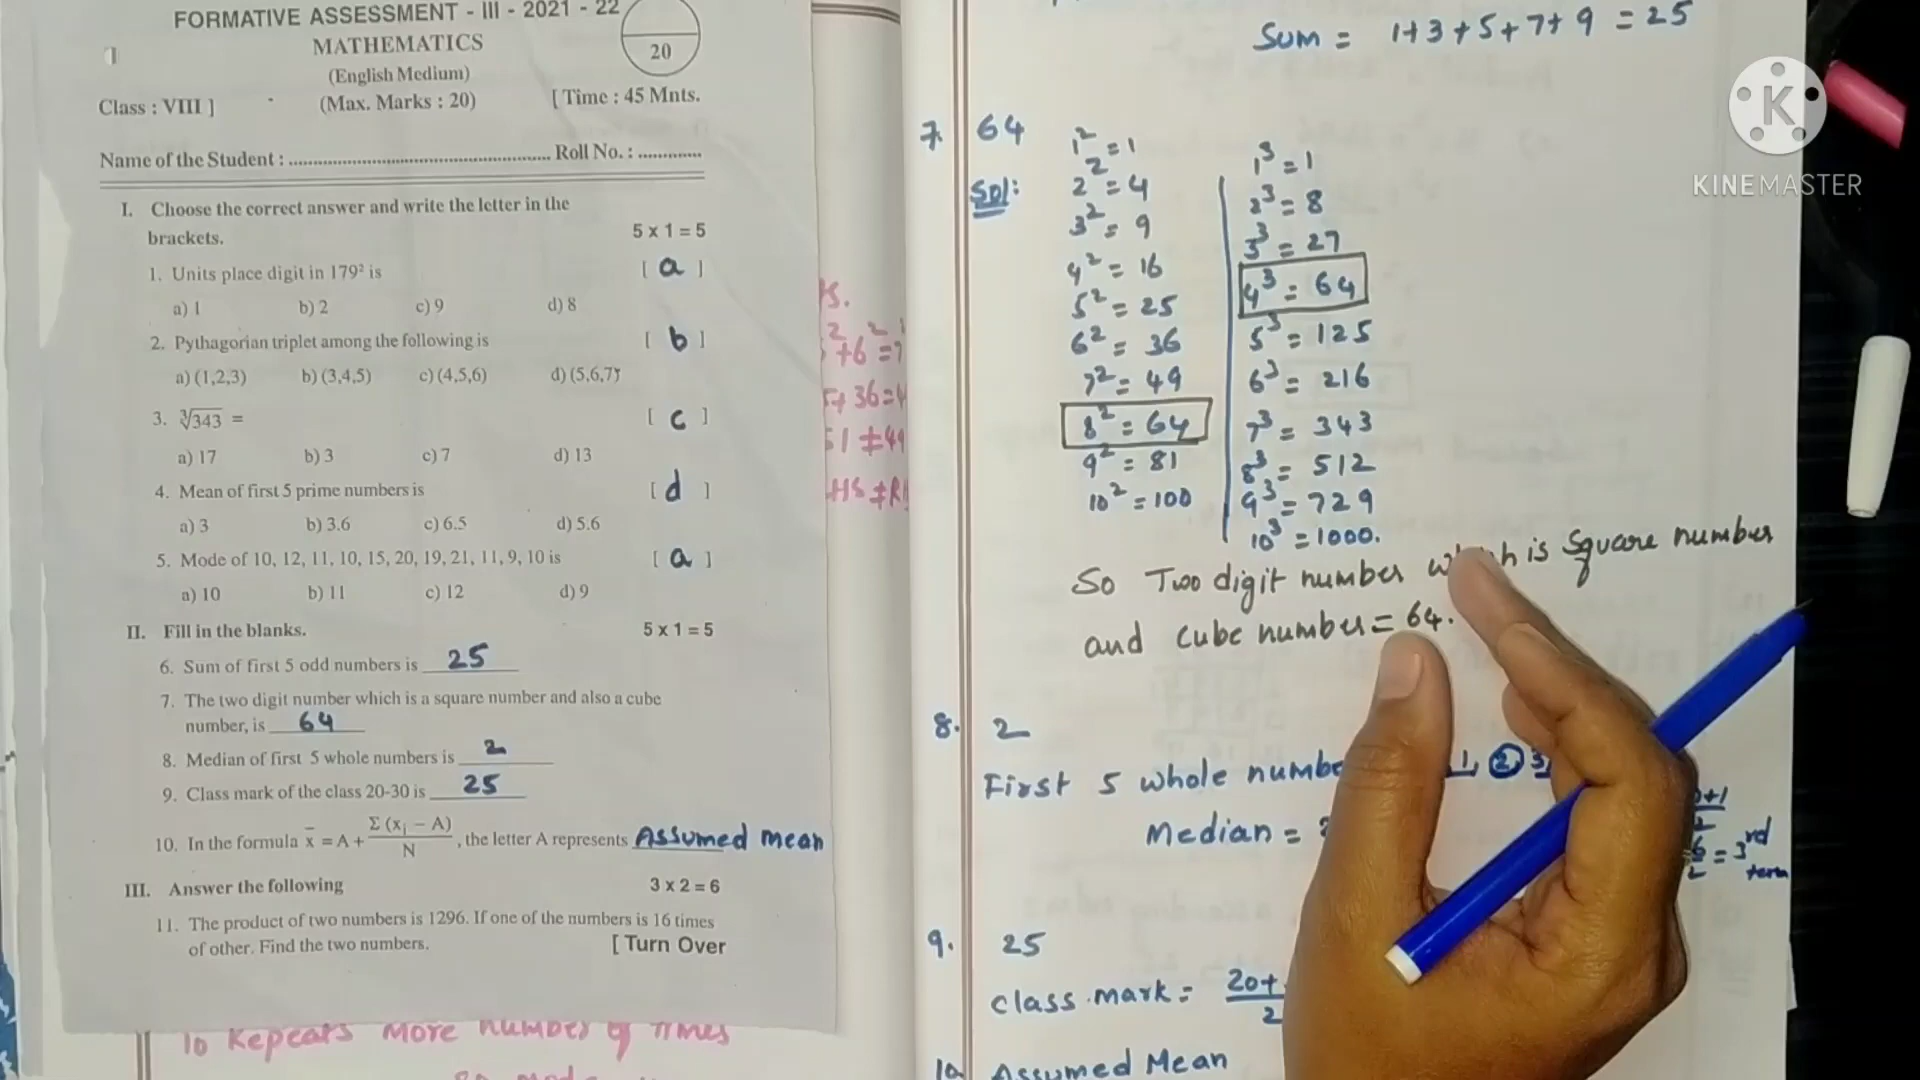 FORMATIVE ASSESSMENT - III - 2021 - 22
MATHEMATICS
20
(English Medium)
Class : VIII ]
(Max. Marks : 20)
[ Time : 45 Mnts.
Name of the Student : ........................................................ Roll No. : .............
I. Choose the correct answer and write the letter in the
brackets. 5 x 1 = 5
1. Units place digit in 179² is [ a ]
a) 1 b) 2 c) 9 d) 8
2. Pythagorian triplet among the following is [ b ]
a) (1,2,3) b) (3,4,5) c) (4,5,6) d) (5,6,7)
3. ∛343 = [ c ]
a) 17 b) 3 c) 7 d) 13
4. Mean of first 5 prime numbers is [ d ]
a) 3 b) 3.6 c) 6.5 d) 5.6
5. Mode of 10, 12, 11, 10, 15, 20, 19, 21, 11, 9, 10 is [ a ]
a) 10 b) 11 c) 12 d) 9
II. Fill in the blanks. 5 x 1 = 5
6. Sum of first 5 odd numbers is 25
7. The two digit number which is a square number and also a cube
number, is 64
8. Median of first 5 whole numbers is 2
9. Class mark of the class 20-30 is 25
10. In the formula x̄ = A + Σ (xᵢ − A) / N , the letter A represents Assumed mean
III. Answer the following 3 x 2 = 6
11. The product of two numbers is 1296. If one of the numbers is 16 times
of other. Find the two numbers. [ Turn Over
10 Repeats More number of times
Sum = 1+3+5+7+9 = 25
7. 64
Sol:
1² = 1
2² = 4
3² = 9
4² = 16
5² = 25
6² = 36
7² = 49
8² = 64
9² = 81
10² = 100
1³ = 1
2³ = 8
3³ = 27
4³ = 64
5³ = 125
6³ = 216
7³ = 343
8³ = 512
9³ = 729
10³ = 1000.
So Two digit number which is square number
and cube number = 64.
8. 2
First 5 whole 1, 2, 3
Median =
= 3rd
term
9. 25
class mark = 20+ / 2
10. Assumed Mean
K
KINEMASTER